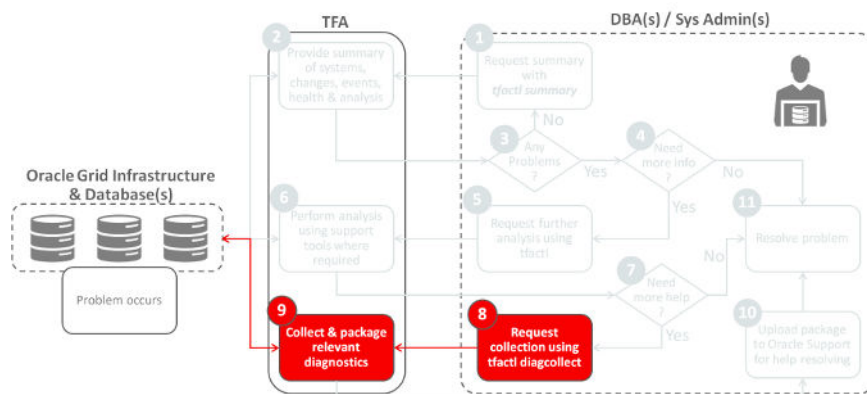 TFA
DBA(s) / Sys Admin(s)
2
Provide summary
of systems,
changes, events,
health & analysis
1
Request summary
with
tfactl summary
No
3
Any
Problems
?
Yes
4
Need
more info
?
No
Yes
Oracle Grid Infrastructure
& Database(s)
Problem occurs
6
Perform analysis
using support
tools where
required
5
Request further
analysis using
tfactl
11
Resolve problem
7
Need
more help
?
No
Yes
9
Collect & package
relevant
diagnostics
8
Request
collection using
tfactl diagcollect
10
Upload package
to Oracle Support
for help resolving